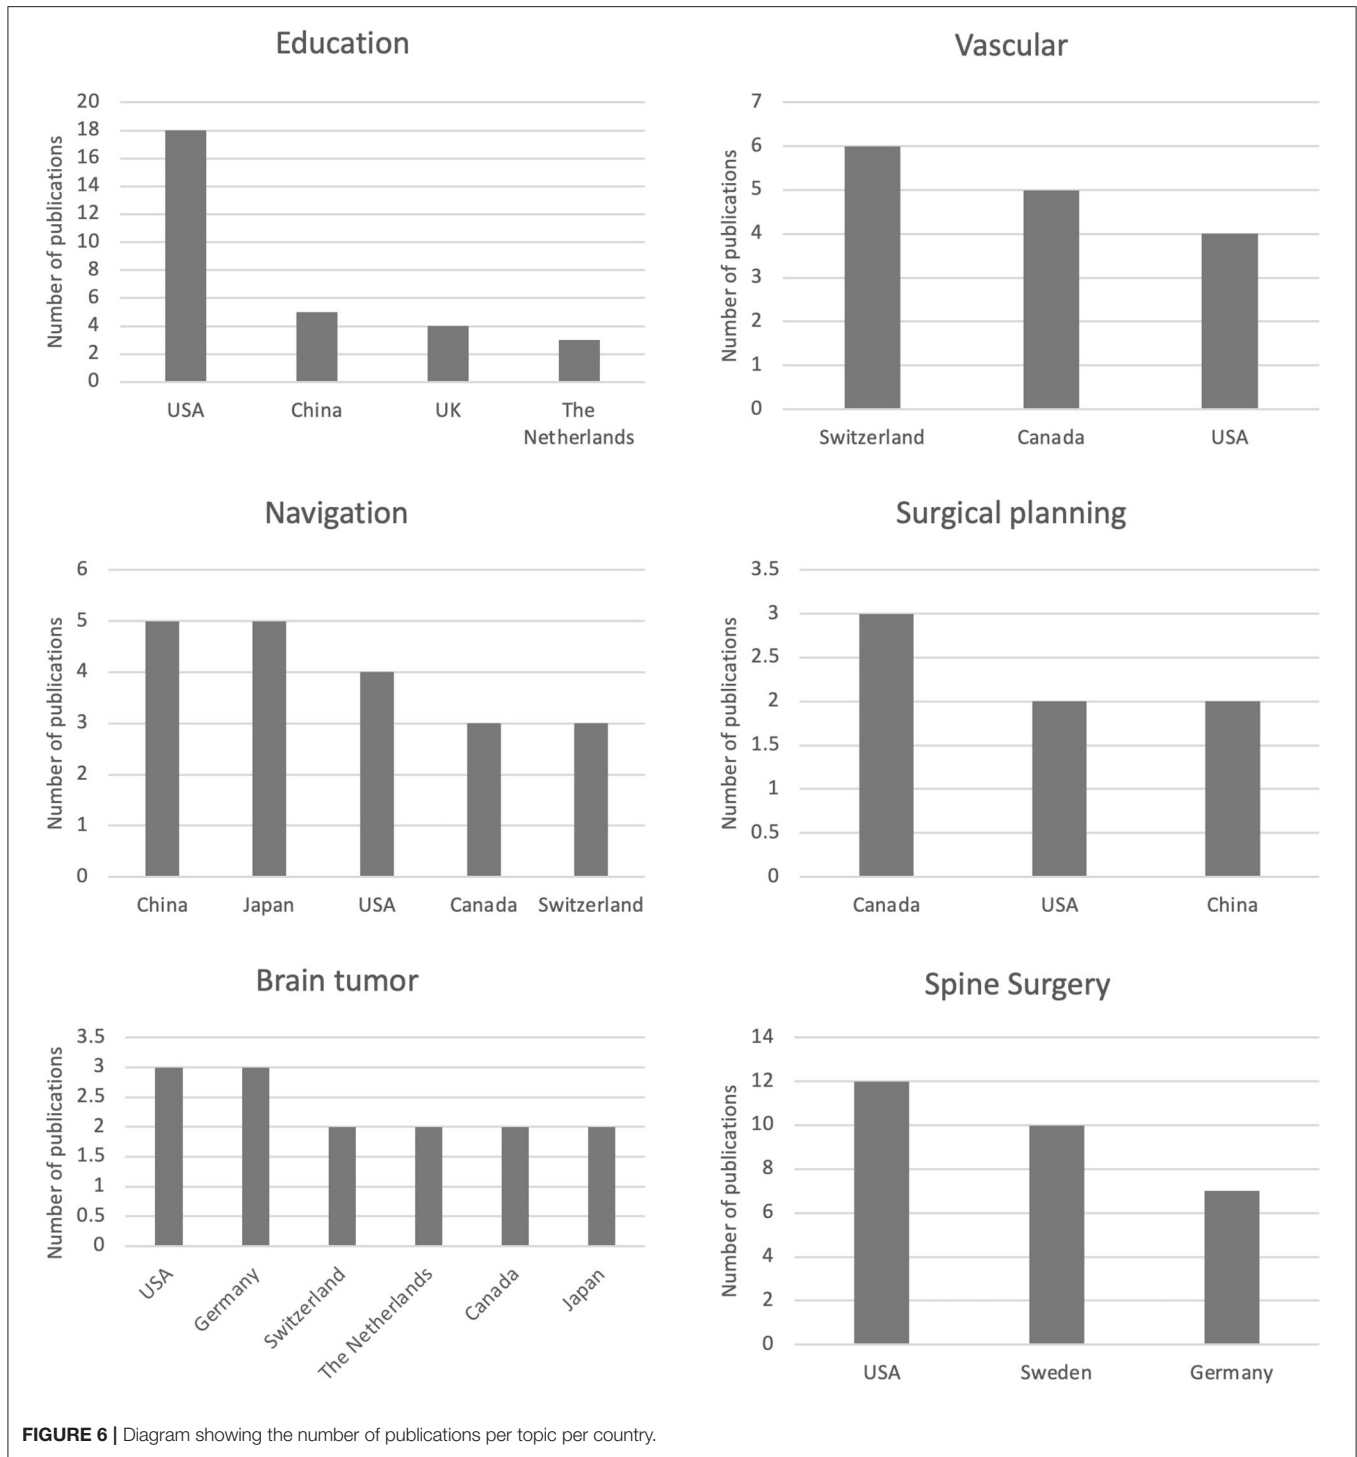 Education
Number of publications
20
18
16
14
12
10
8
6
4
2
0
USA China UK The
Netherlands
Vascular
Number of publications
7
6
5
4
3
2
1
0
Switzerland Canada USA
Navigation
Number of publications
6
5
4
3
2
1
0
China Japan USA Canada Switzerland
Surgical planning
Number of publications
3.5
3
2.5
2
1.5
1
0.5
0
Canada USA China
Brain tumor
Number of publications
3.5
3
2.5
2
1.5
1
0.5
0
USA
Germany
Switzerland
The Netherlands
Canada
Japan
Spine Surgery
Number of publications
14
12
10
8
6
4
2
0
USA Sweden Germany
FIGURE 6 | Diagram showing the number of publications per topic per country.